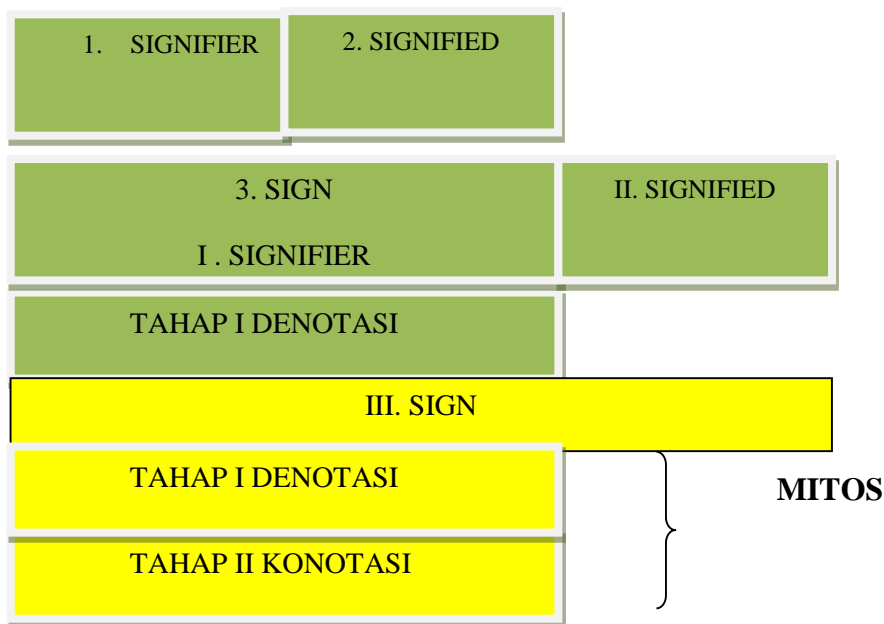 1. SIGNIFIER
2. SIGNIFIED
3. SIGN
I . SIGNIFIER
II. SIGNIFIED
TAHAP I DENOTASI
III. SIGN
TAHAP I DENOTASI
MITOS
TAHAP II KONOTASI